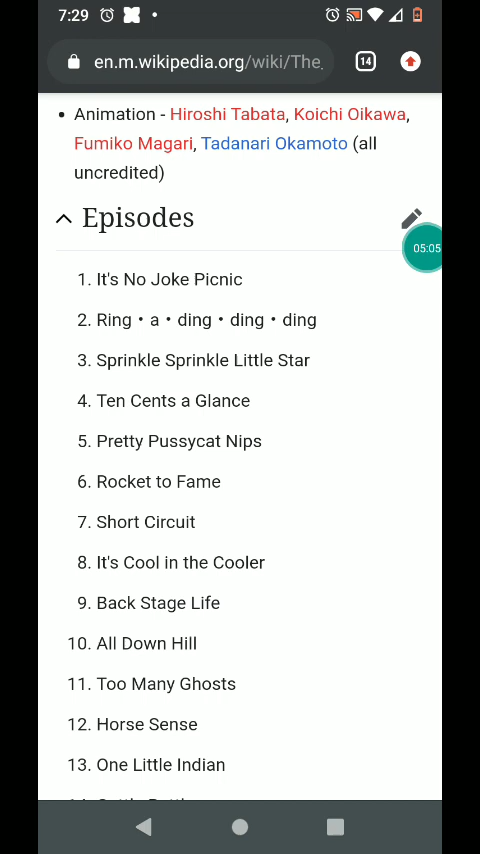 7:29
en.m.wikipedia.org/wiki/The_
14
• Animation - Hiroshi Tabata, Koichi Oikawa,
Fumiko Magari, Tadanari Okamoto (all
uncredited)
Episodes
05:05
1. It's No Joke Picnic
2. Ring • a • ding • ding • ding
3. Sprinkle Sprinkle Little Star
4. Ten Cents a Glance
5. Pretty Pussycat Nips
6. Rocket to Fame
7. Short Circuit
8. It's Cool in the Cooler
9. Back Stage Life
10. All Down Hill
11. Too Many Ghosts
12. Horse Sense
13. One Little Indian